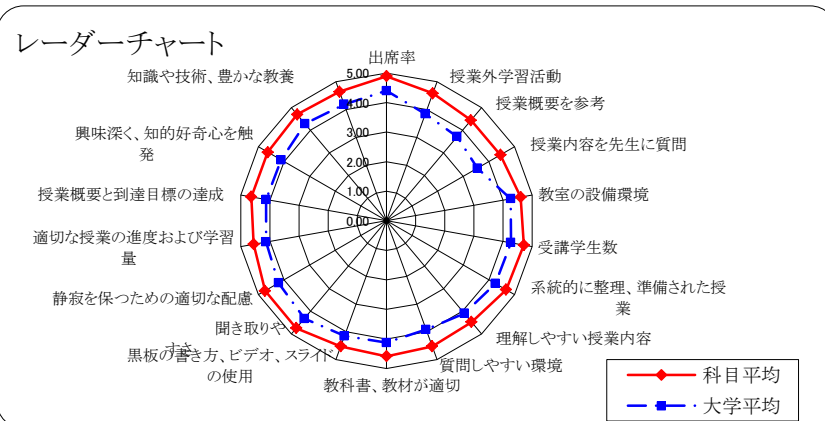 レーダーチャート
出席率
授業外学習活動
授業概要を参考
授業内容を先生に質問
教室の設備環境
受講学生数
系統的に整理、準備された授
業
理解しやすい授業内容
質問しやすい環境
教科書、教材が適切
黒板の書き方、ビデオ、スライド
の使用
聞き取りや
すさ
静寂を保つための適切な配慮
適切な授業の進度および学習
量
授業概要と到達目標の達成
興味深く、知的好奇心を触
発
知識や技術、豊かな教養
5.00
4.00
3.00
2.00
1.00
0.00
科目平均
大学平均